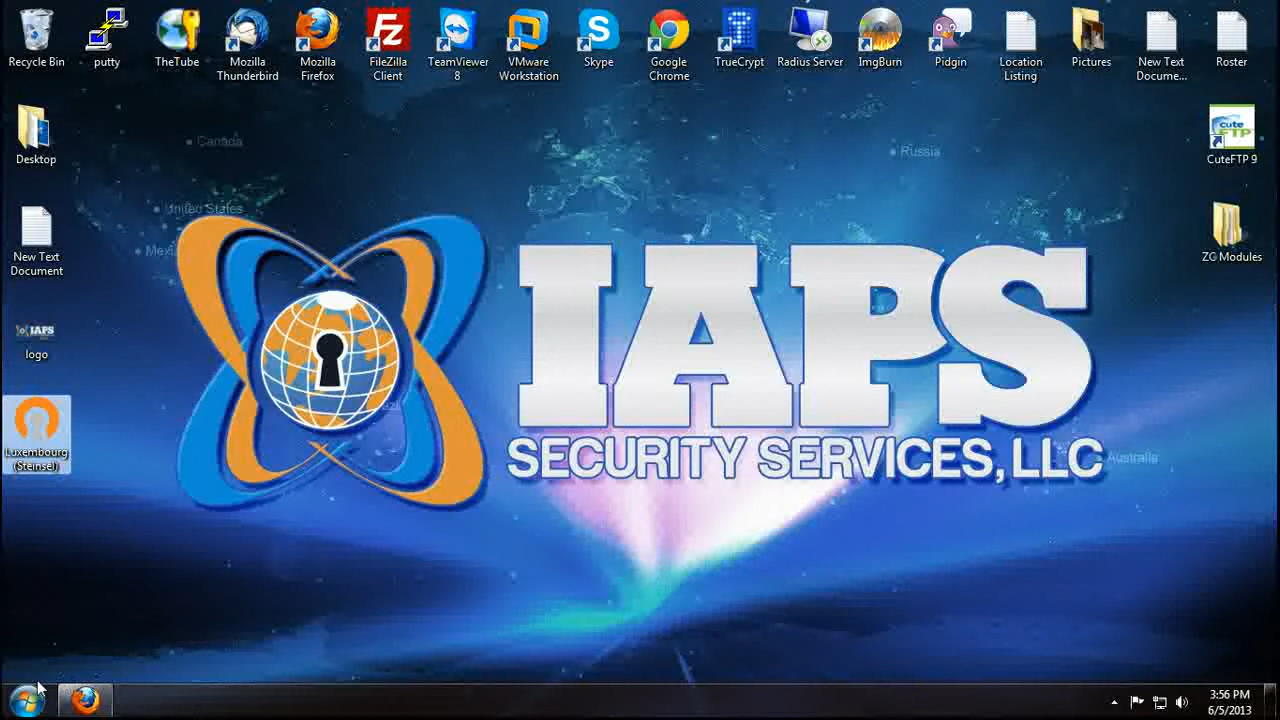 Recycle Bin
putty
TheTube
Mozilla
Thunderbird
Mozilla
Firefox
FileZilla
Client
TeamViewer
8
VMware
Workstation
Skype
Google
Chrome
TrueCrypt
Radius Server
ImgBurn
Pidgin
Location
Listing
Pictures
New Text
Docume...
Roster
Desktop
Canada
Russia
cute
FTP
CuteFTP 9
New Text
Document
United States
ZG Modules
IAPS
logo
IAPS
SECURITY SERVICES, LLC
Luxembourg
(Steinsel)
Australia
3:56 PM
6/5/2013